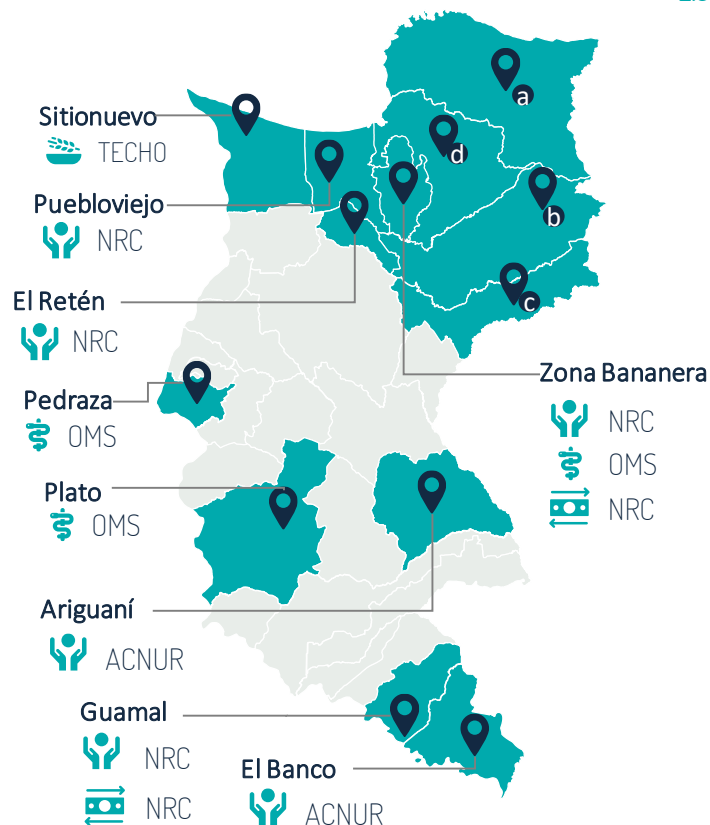 Sitionuevo
TECHO
Puebloviejo
NRC
El Retén
NRC
Pedraza
OMS
Plato
OMS
Ariguaní
ACNUR
Guamal
NRC
NRC
El Banco
ACNUR
Zona Bananera
NRC
OMS
NRC
a
d
b
c